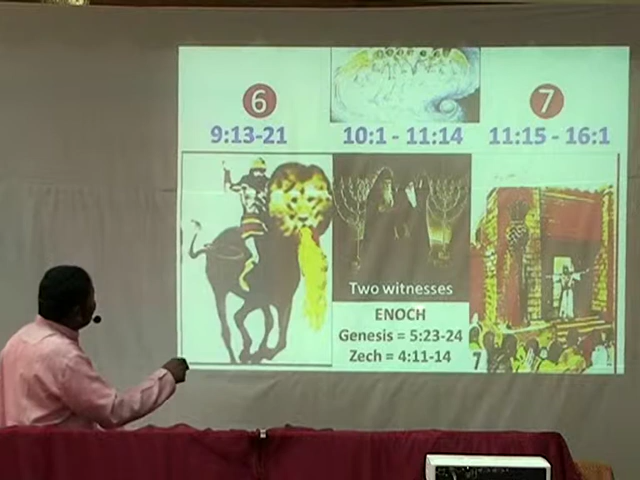 6
7
9:13-21
10:1 - 11:14
11:15 - 16:1
Two witnesses
ENOCH
Genesis = 5:23-24
Zech = 4:11-14
7